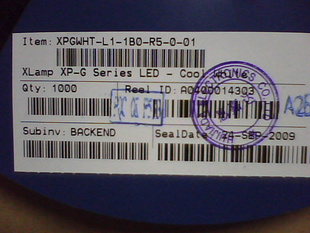 Item: XPGWHT-L1-1B0-R5-0-01
XLamp XP-G Series LED - Cool White
Qty: 1000 Reel ID: A0400014303
Subinv: BACKEND SealDate: 24-SEP-2009